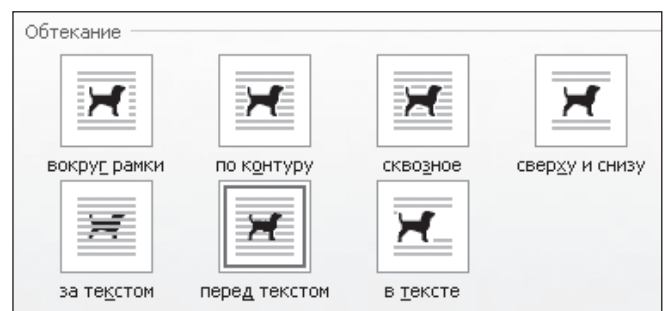 Обтекание
вокруг рамки по контуру сквозное сверху и снизу
за текстом перед текстом в тексте